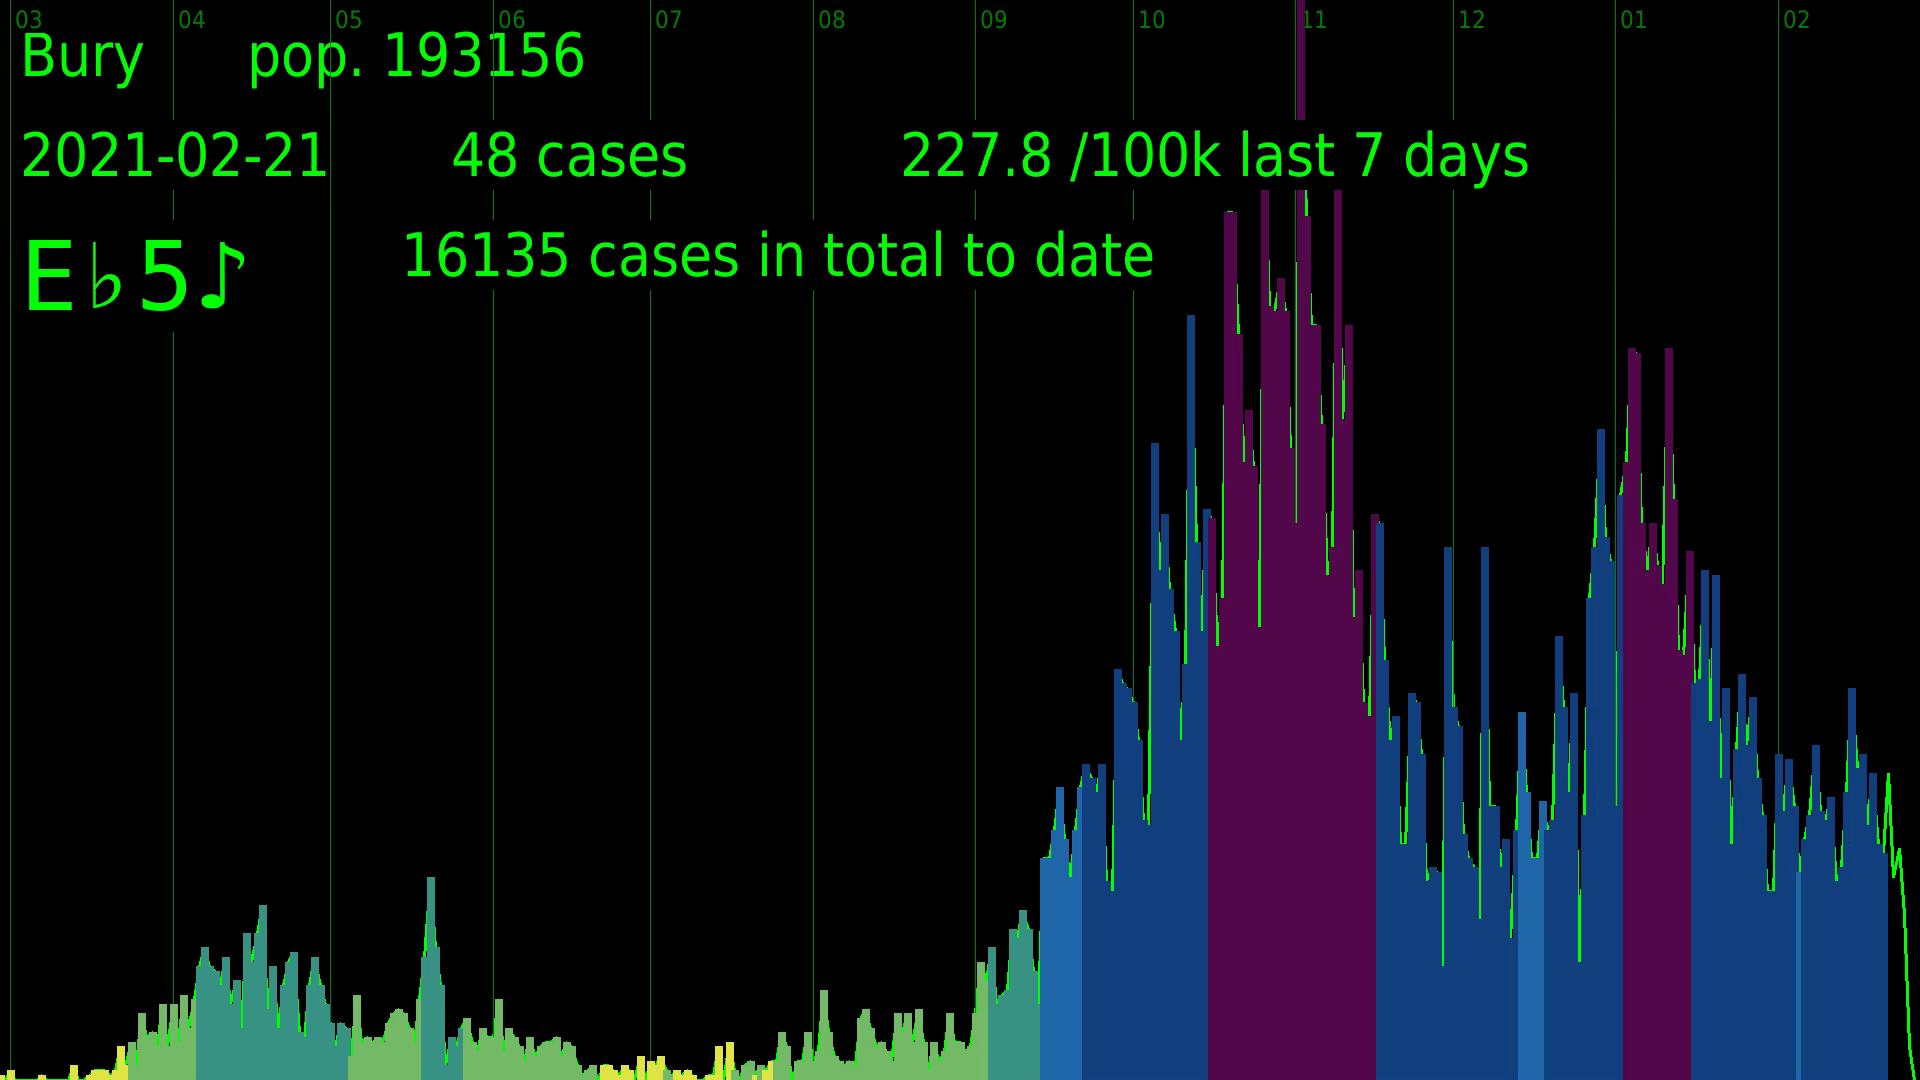 03 04 05 06 07 08 09 10 11 12 01 02
Bury pop. 193156
2021-02-21 48 cases 227.8 /100k last 7 days
16135 cases in total to date
E♭5♪